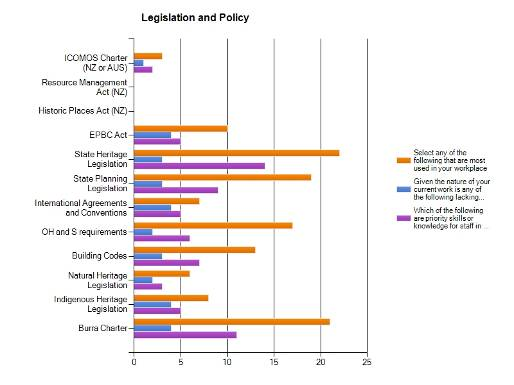 Legislation and Policy
ICOMOS Charter
(NZ or AUS)
Resource Management
Act (NZ)
Historic Places Act (NZ)
EPBC Act
State Heritage
Legislation
State Planning
Legislation
International Agreements
and Conventions
OH and S requirements
Building Codes
Natural Heritage
Legislation
Indigenous Heritage
Legislation
Burra Charter
0 5 10 15 20 25
Select any of the
following that are most
used in your workplace
Given the nature of your
current work is any of
the following lacking...
Which of the following
are priority skills or
knowledge for staff in ...